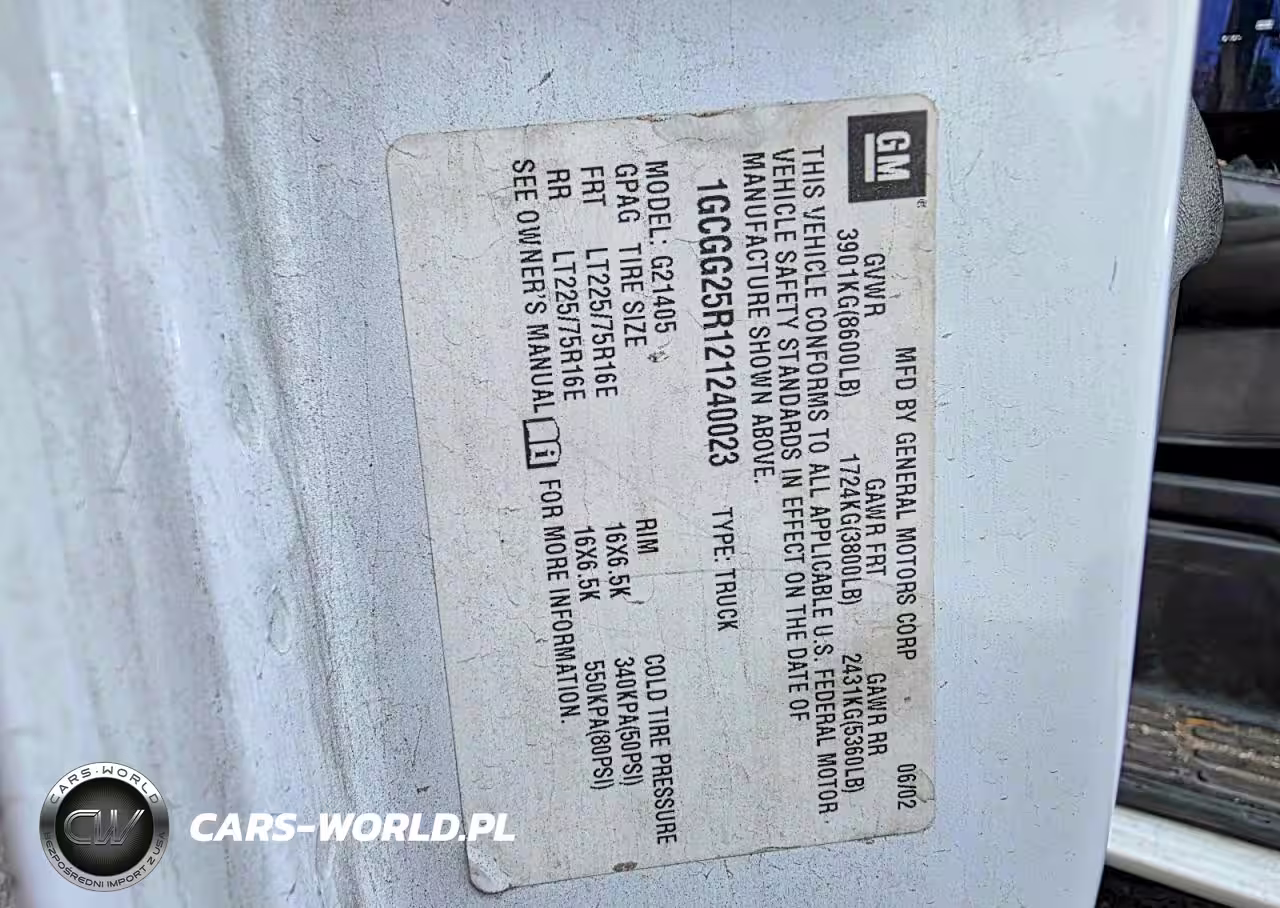 GM
MFD BY GENERAL MOTORS CORP 06/02
GVWR GAWR FRT GAWR RR
3901KG(8600LB) 1724KG(3800LB) 2431KG(5360LB)
THIS VEHICLE CONFORMS TO ALL APPLICABLE U.S. FEDERAL MOTOR
VEHICLE SAFETY STANDARDS IN EFFECT ON THE DATE OF
MANUFACTURE SHOWN ABOVE.
1GCGG25R121240023 TYPE: TRUCK
MODEL: G21405
GPAG TIRE SIZE RIM COLD TIRE PRESSURE
FRT LT225/75R16E 16X6.5K 340KPA(50PSI)
RR LT225/75R16E 16X6.5K 550KPA(80PSI)
SEE OWNER'S MANUAL FOR MORE INFORMATION.
CARS-WORLD
CW
BEZPOŚREDNI IMPORT Z USA
CARS-WORLD.PL